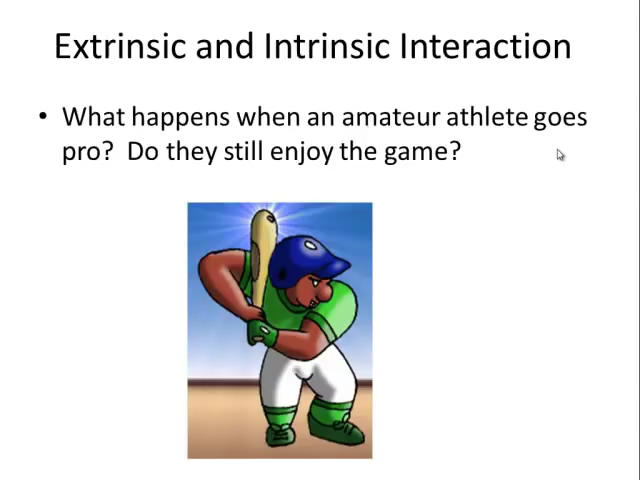 Extrinsic and Intrinsic Interaction
• What happens when an amateur athlete goes
pro?  Do they still enjoy the game?